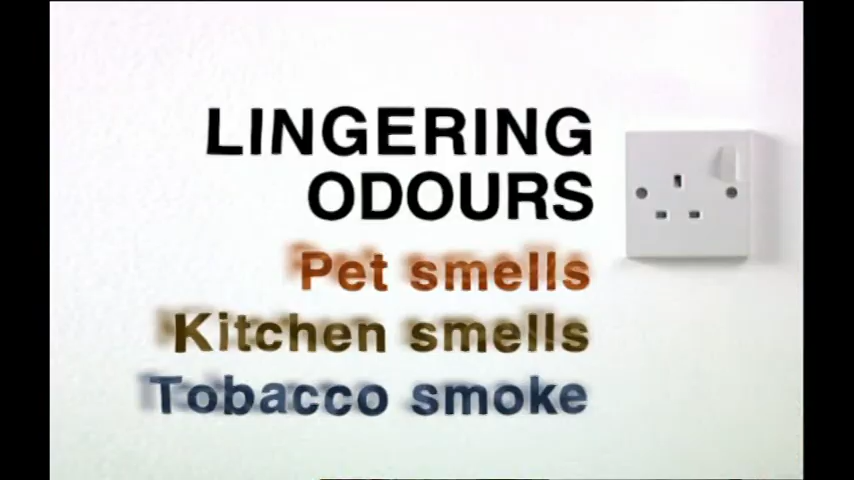 LINGERING
ODOURS
Pet smells
Kitchen smells
Tobacco smoke